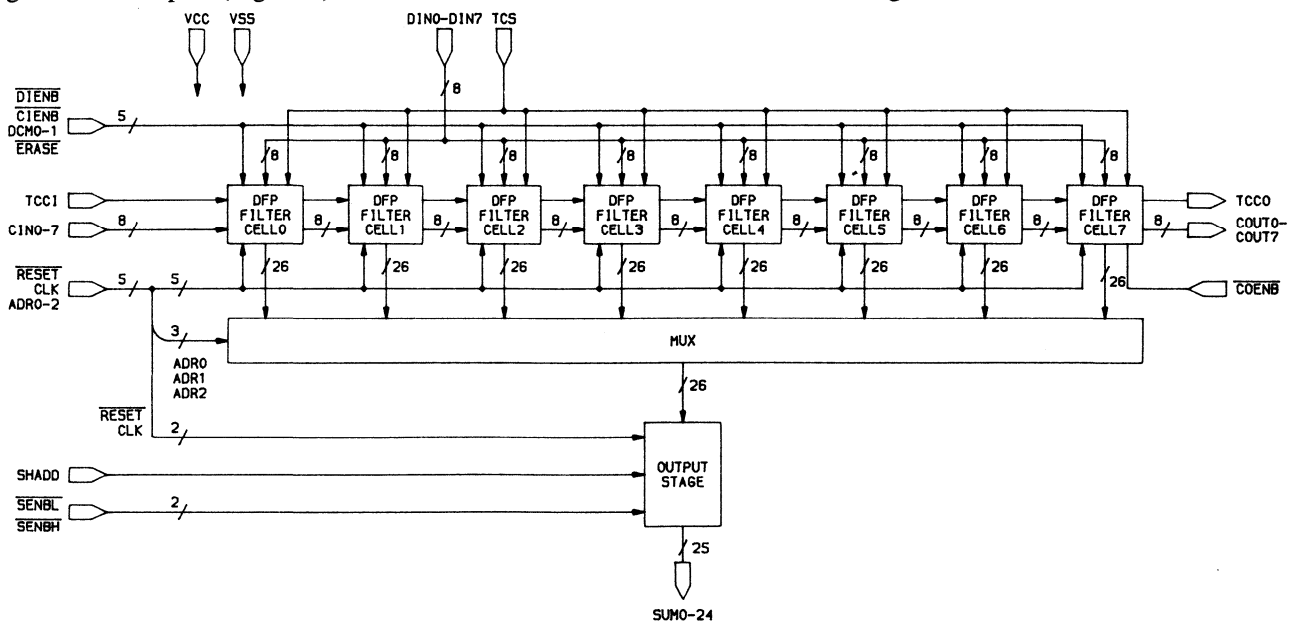 VCC VSS DIN0-DIN7 TCS
8
DIENB
CIENB
DCM0-1
ERASE
5
8 8 8 8 8 8 8 8
TCCI
CIN0-7
8
DFP FILTER CELL0
8
DFP FILTER CELL1
8
DFP FILTER CELL2
8
DFP FILTER CELL3
8
DFP FILTER CELL4
8
DFP FILTER CELL5
8
DFP FILTER CELL6
8
DFP FILTER CELL7
8
TCCO
COUT0-
COUT7
26 26 26 26 26 26 26 26
RESET
CLK
ADR0-2
5 5
COENB
3
ADR0
ADR1
ADR2
MUX
26
RESET
CLK
2
OUTPUT
STAGE
SHADD
SENBL
SENBH
2
25
SUM0-24